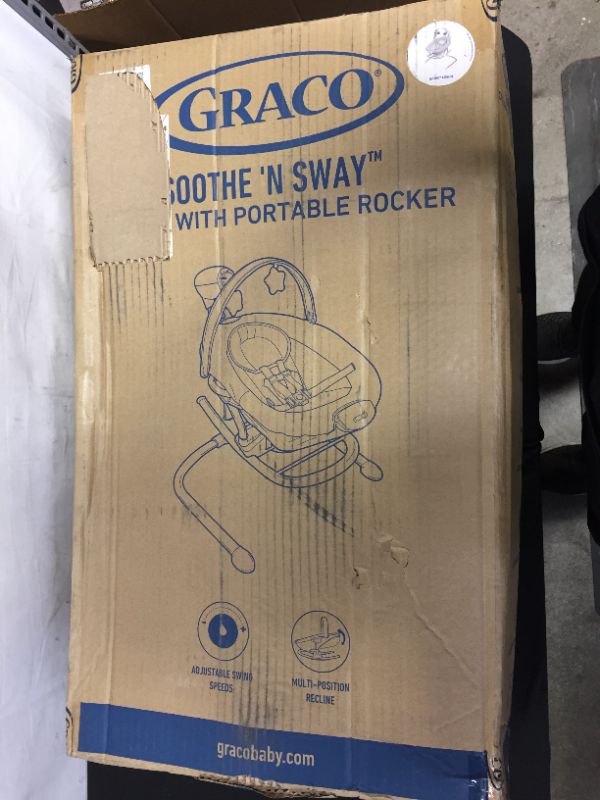 GRACO®
SOOTHE 'N SWAY™
WITH PORTABLE ROCKER
- +
ADJUSTABLE SWING
SPEEDS
MULTI-POSITION
RECLINE
gracobaby.com